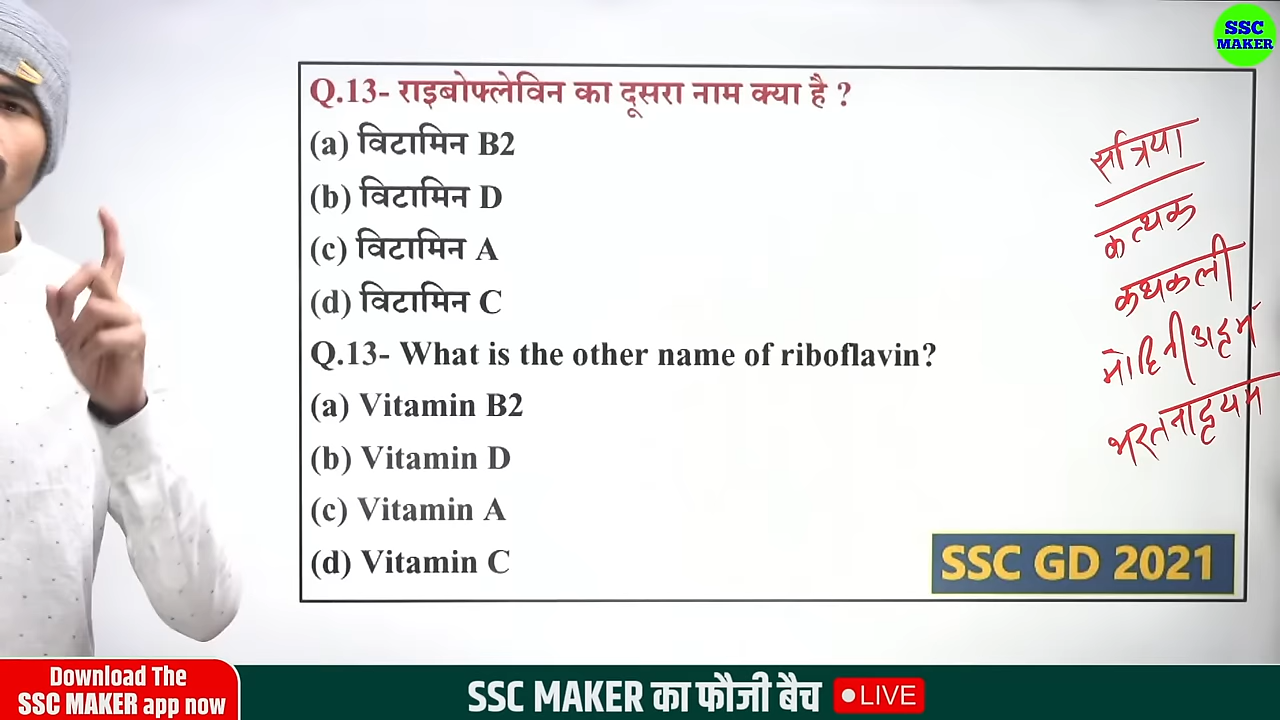 SSC
MAKER
Q.13- राइबोफ्लेविन का दूसरा नाम क्या है ?
(a) विटामिन B2
(b) विटामिन D
(c) विटामिन A
(d) विटामिन C
Q.13- What is the other name of riboflavin?
(a) Vitamin B2
(b) Vitamin D
(c) Vitamin A
(d) Vitamin C
सत्रिया
कत्थक
कथकली
मोहिनीअट्टम
भरतनाट्टयम
SSC GD 2021
Download The
SSC MAKER app now
SSC MAKER का फौजी बैच
LIVE